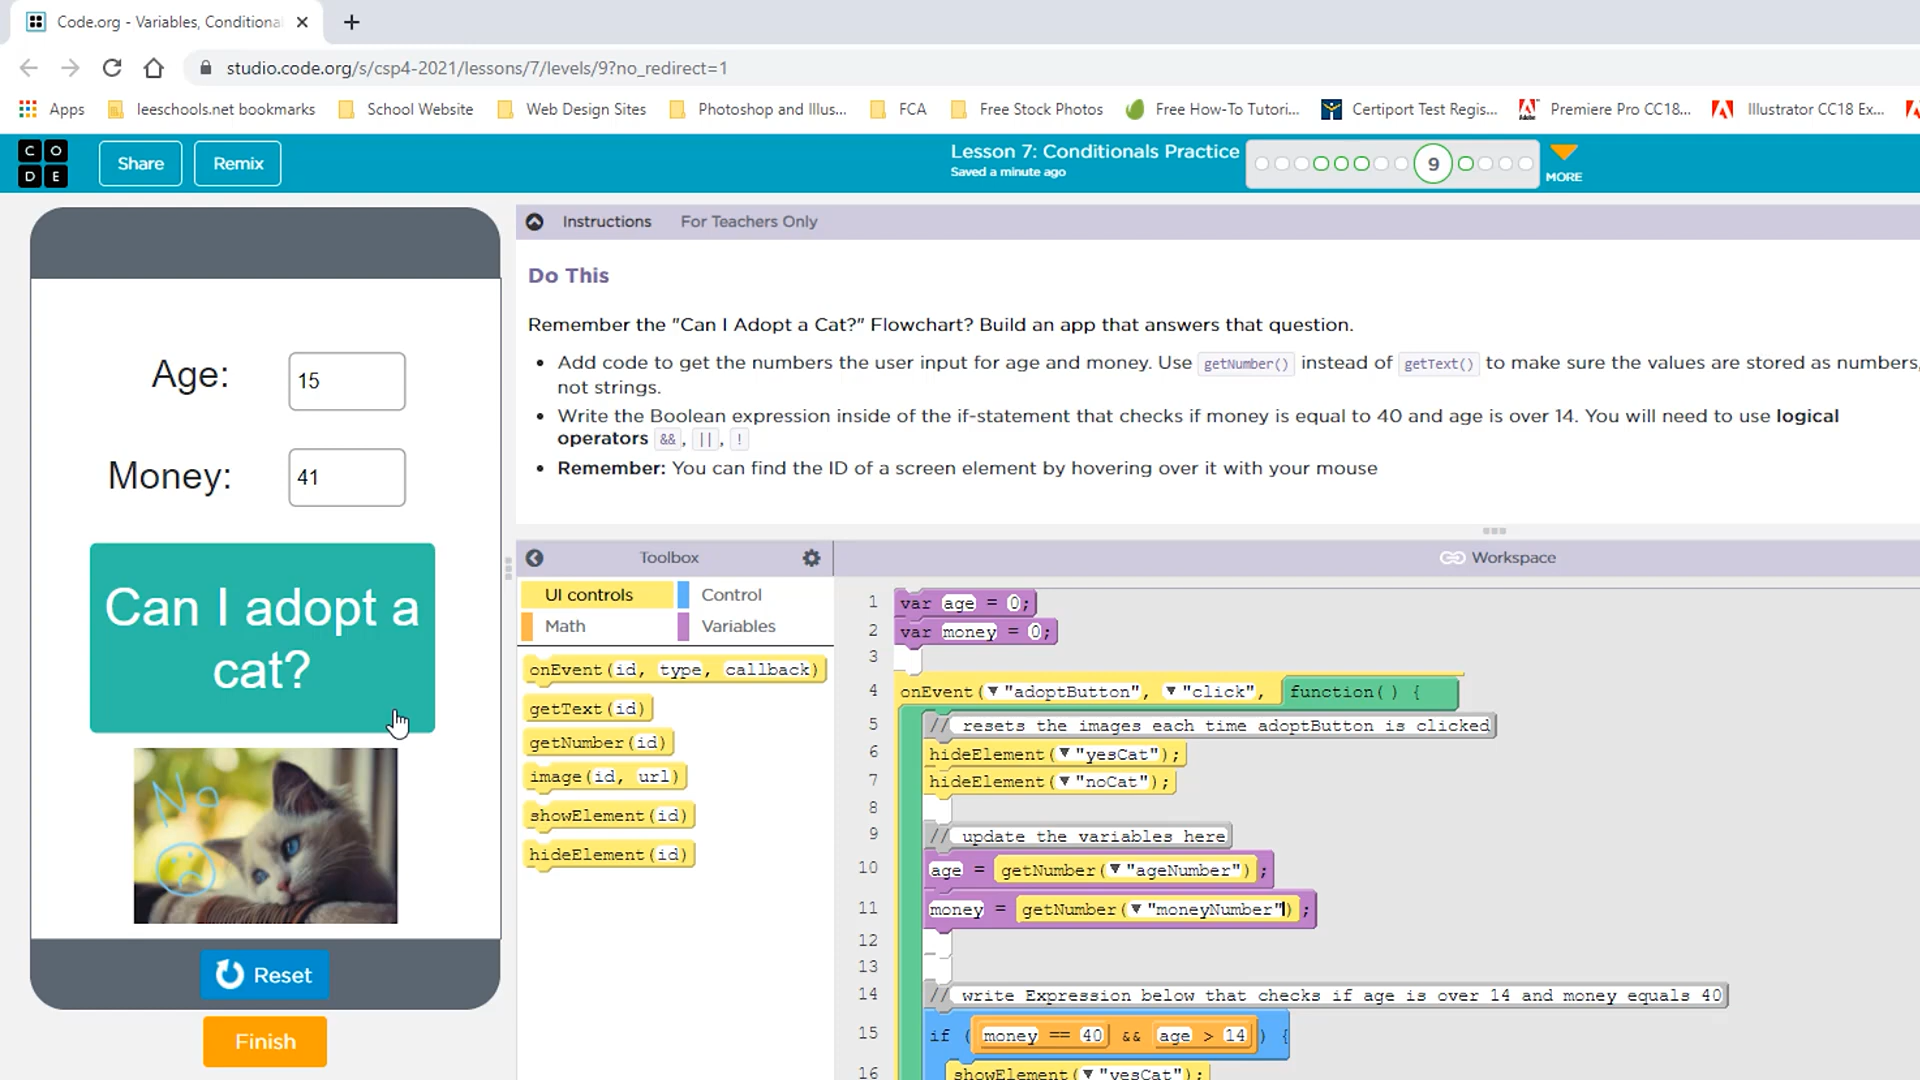 Code.org - Variables, Conditiona
studio.code.org/s/csp4-2021/lessons/7/levels/9?no_redirect=1
Apps leeschools.net bookmarks School Website Web Design Sites Photoshop and Illus... FCA Free Stock Photos Free How-To Tutori... Certiport Test Regis... Premiere Pro CC18... Illustrator CC18 Ex...
C O D E
Share Remix
Lesson 7: Conditionals Practice
Saved a minute ago
9
MORE
Age: 15
Money: 41
Can I adopt a
cat?
No
Reset
Finish
Instructions For Teachers Only
Do This
Remember the "Can I Adopt a Cat?" Flowchart? Build an app that answers that question.
• Add code to get the numbers the user input for age and money. Use getNumber() instead of getText() to make sure the values are stored as numbers,
not strings.
• Write the Boolean expression inside of the if-statement that checks if money is equal to 40 and age is over 14. You will need to use logical
operators &&, ||, !
• Remember: You can find the ID of a screen element by hovering over it with your mouse
Toolbox
UI controls Control
Math Variables
onEvent(id, type, callback)
getText(id)
getNumber(id)
image(id, url)
showElement(id)
hideElement(id)
Workspace
1 var age = 0;
2 var money = 0;
3
4 onEvent(▼"adoptButton", ▼"click", function( ) {
5 // resets the images each time adoptButton is clicked
6 hideElement(▼"yesCat");
7 hideElement(▼"noCat");
8
9 // update the variables here
10 age = getNumber(▼"ageNumber");
11 money = getNumber(▼"moneyNumber");
12
13
14 // write Expression below that checks if age is over 14 and money equals 40
15 if ( money == 40 && age > 14 ) {
16 showElement(▼"yesCat");